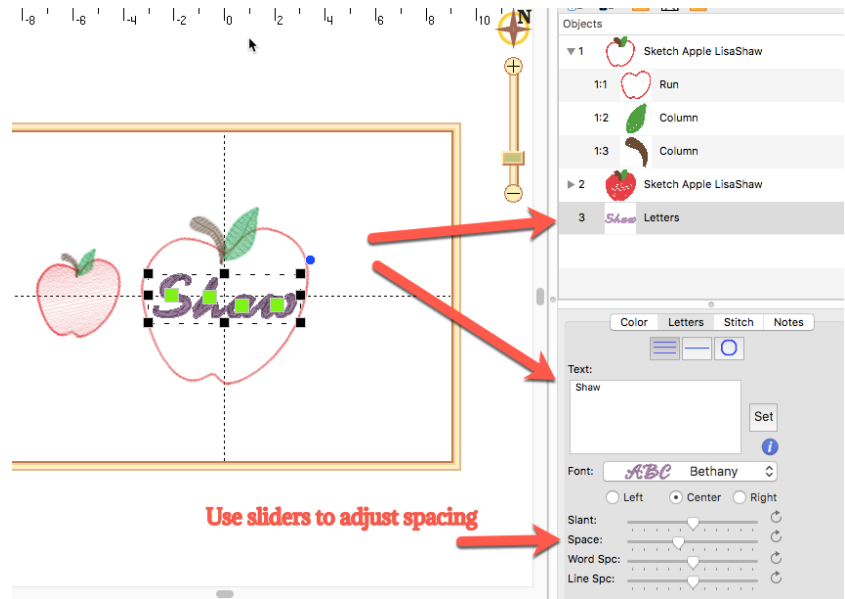 -8 -6 -4 -2 0 2 4 6 8 10
N
Objects
1 Sketch Apple LisaShaw
1:1 Run
1:2 Column
1:3 Column
2 Sketch Apple LisaShaw
3 Shaw Letters
Shaw
Color Letters Stitch Notes
Text:
Shaw
Set
i
Font: ABC Bethany
Left Center Right
Use sliders to adjust spacing
Slant:
Space:
Word Spc:
Line Spc: